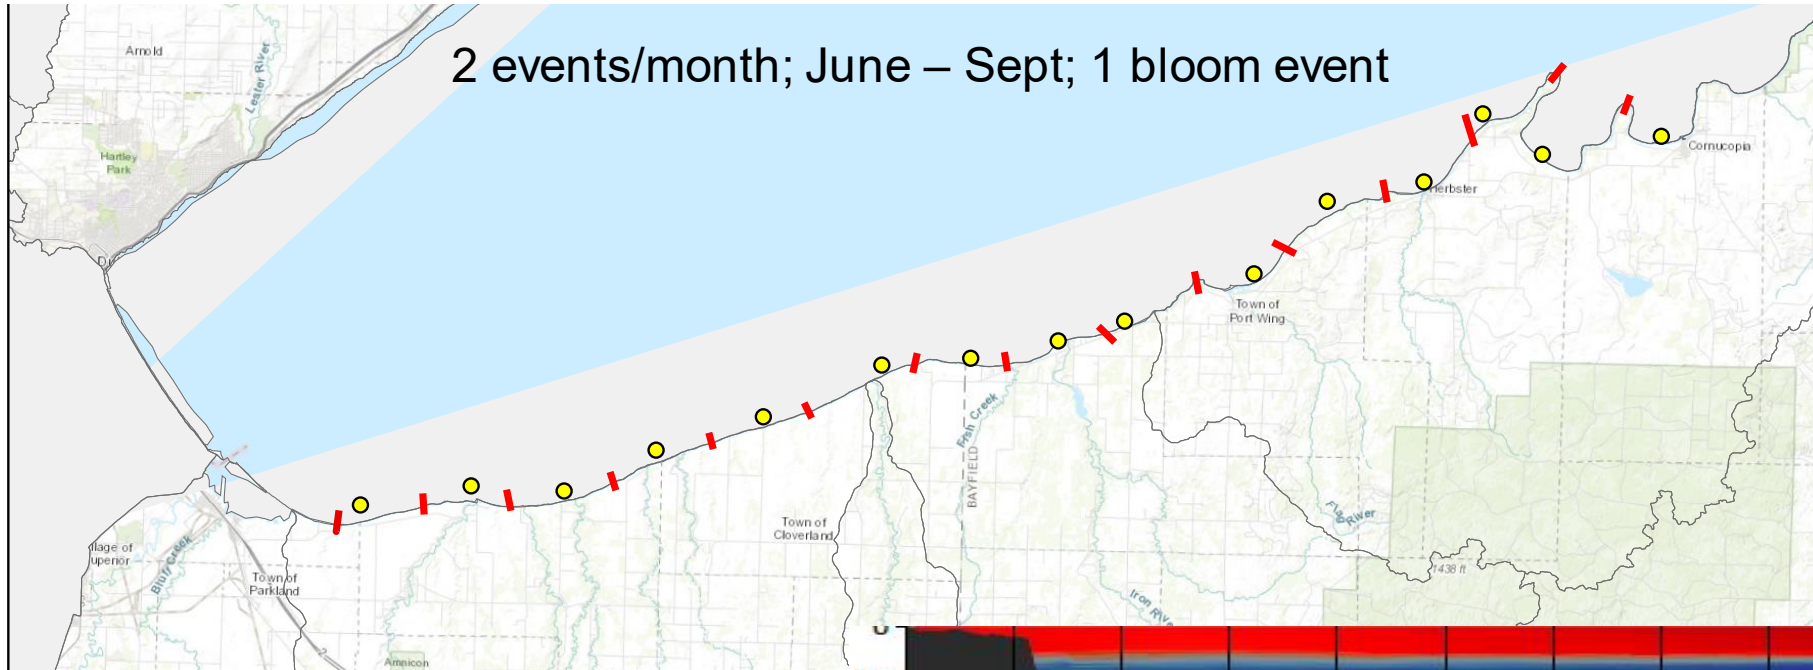 2 events/month; June – Sept; 1 bloom event
Arnold
Lester River
Hartley
Park
Cornucopia
Herbster
Town of
Port Wing
Fish Creek
BAYFIELD
Town of
Cloverland
Flag River
1438 ft
Iron
Bluff Creek
Town of
Parkland
Amnicon
2